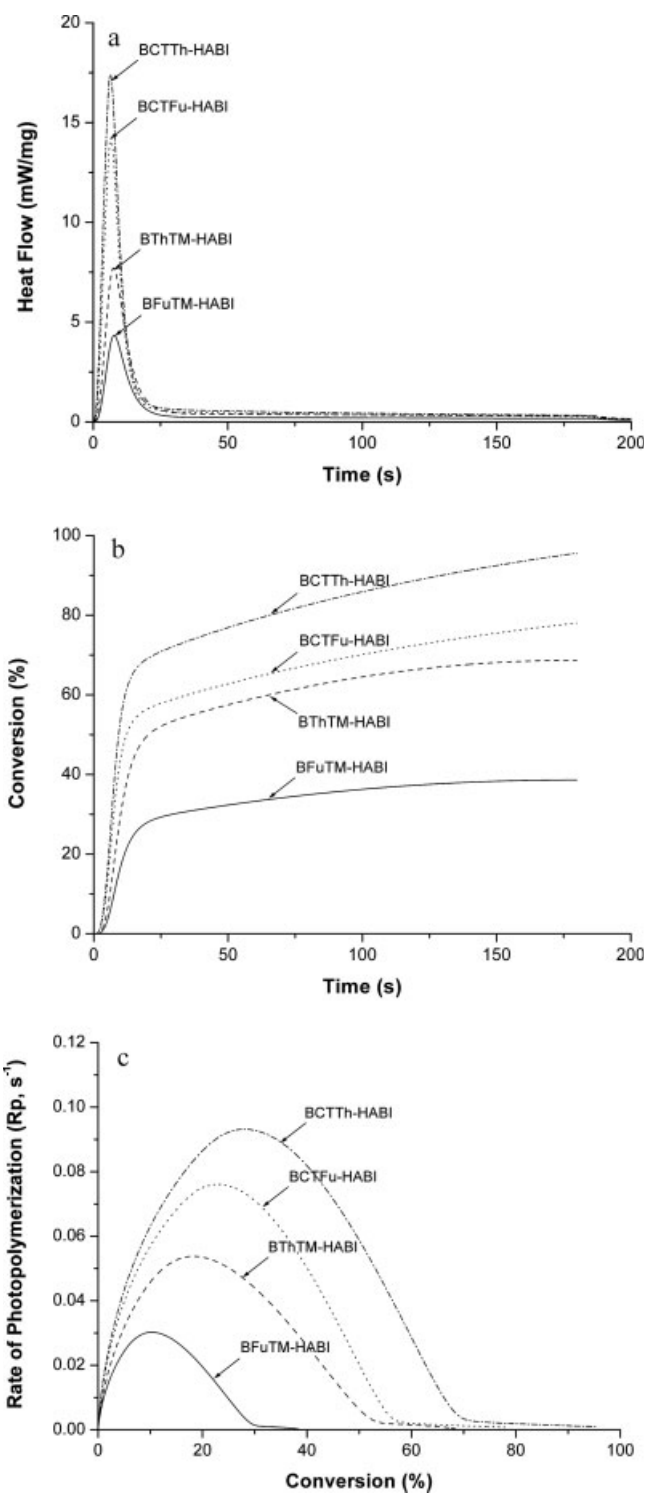 a
20
15
10
5
0
Heat Flow (mW/mg)
BCTTh-HABI
BCTFu-HABI
BThTM-HABI
BFuTM-HABI
0 50 100 150 200
Time (s)
b
100
80
60
40
20
0
Conversion (%)
BCTTh-HABI
BCTFu-HABI
BThTM-HABI
BFuTM-HABI
0 50 100 150 200
Time (s)
c
0.12
0.10
0.08
0.06
0.04
0.02
0.00
Rate of Photopolymerization (Rp, s⁻¹)
BCTTh-HABI
BCTFu-HABI
BThTM-HABI
BFuTM-HABI
0 20 40 60 80 100
Conversion (%)